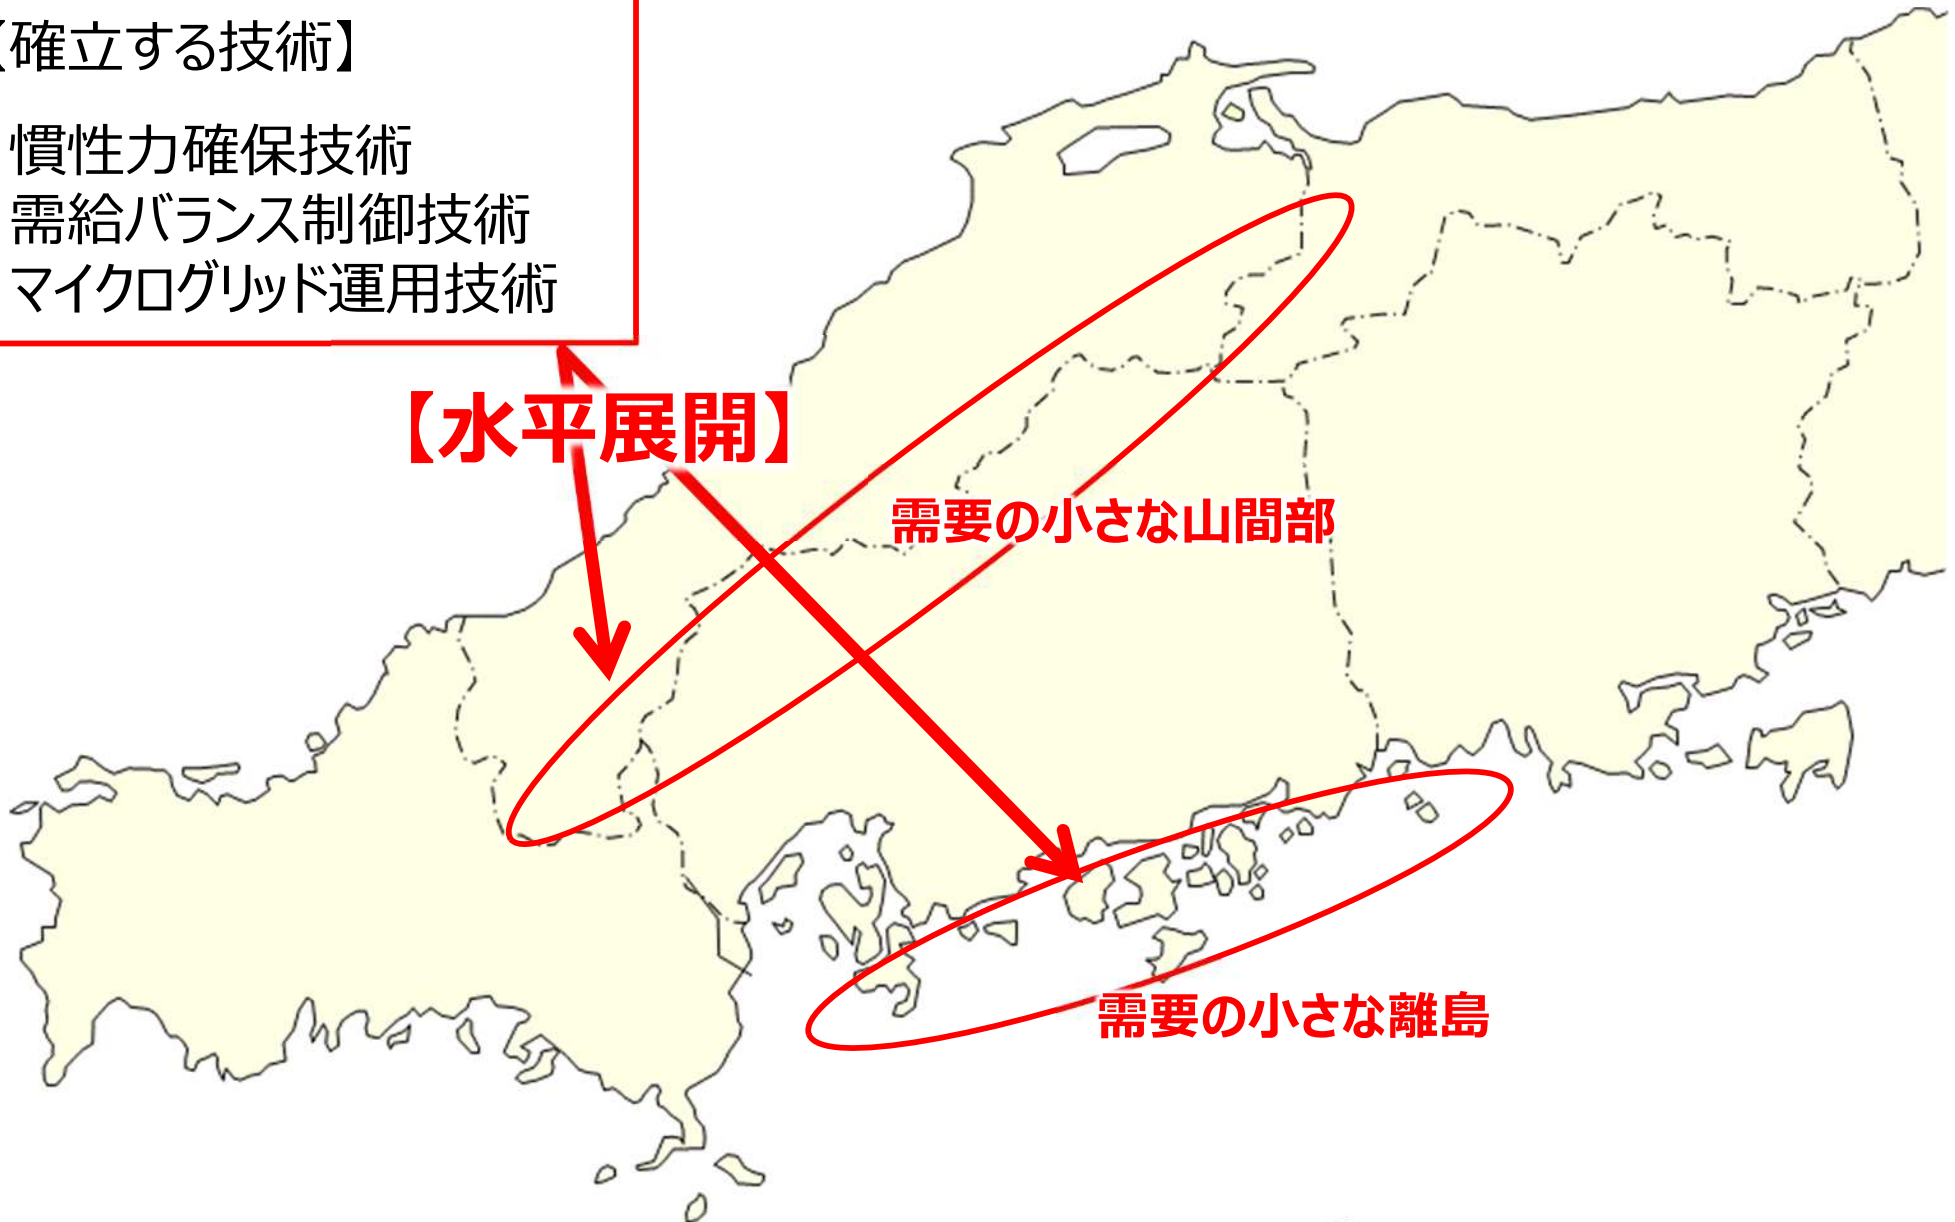 【確立する技術】
慣性力確保技術
需給バランス制御技術
マイクログリッド運用技術
【水平展開】
需要の小さな山間部
需要の小さな離島